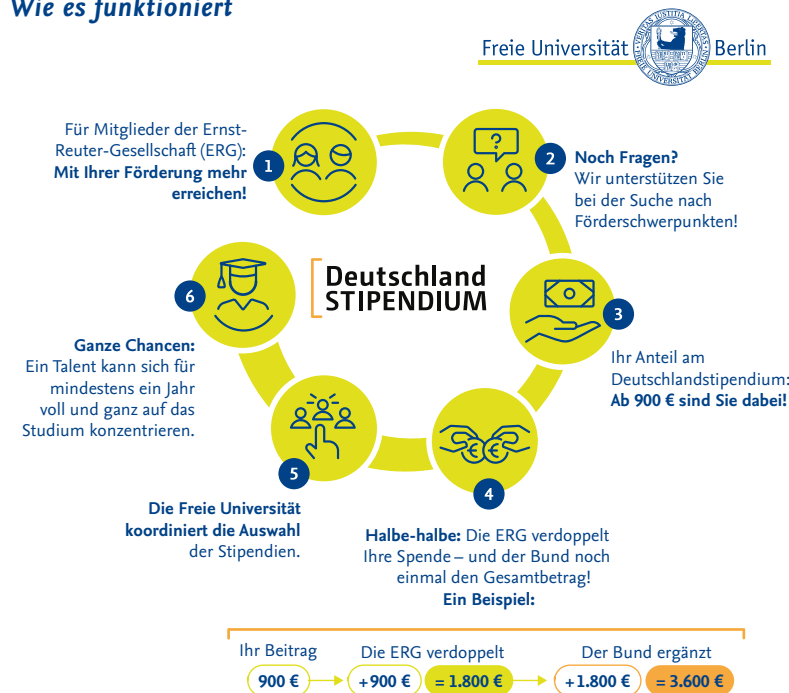 Wie es funktioniert
Freie Universität Berlin
Für Mitglieder der Ernst-
Reuter-Gesellschaft (ERG):
Mit Ihrer Förderung mehr
erreichen!
1
?
2
Noch Fragen?
Wir unterstützen Sie
bei der Suche nach
Förderschwerpunkten!
Deutschland
STIPENDIUM
3
Ihr Anteil am
Deutschlandstipendium:
Ab 900 € sind Sie dabei!
€ €
4
Halbe-halbe: Die ERG verdoppelt
Ihre Spende – und der Bund noch
einmal den Gesamtbetrag!
Ein Beispiel:
5
Die Freie Universität
koordiniert die Auswahl
der Stipendien.
6
Ganze Chancen:
Ein Talent kann sich für
mindestens ein Jahr
voll und ganz auf das
Studium konzentrieren.
Ihr Beitrag Die ERG verdoppelt Der Bund ergänzt
900 € +900 € = 1.800 € +1.800 € = 3.600 €